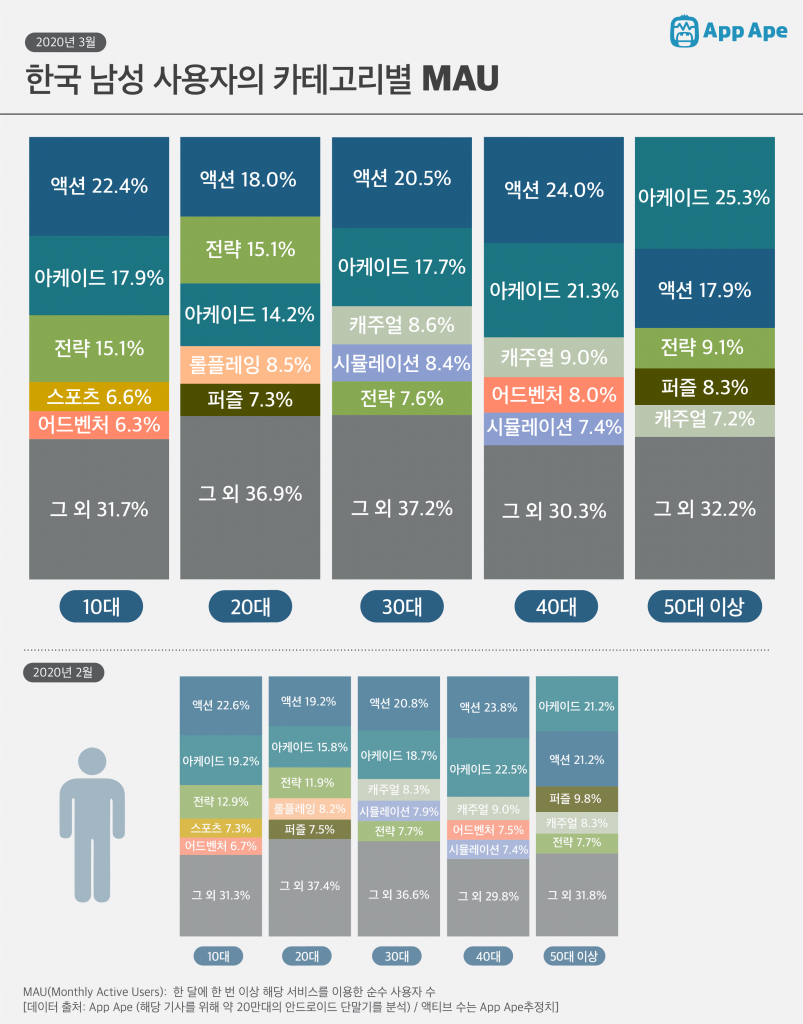 2020년 3월
App Ape
한국 남성 사용자의 카테고리별 MAU
액션 22.4%
아케이드 17.9%
전략 15.1%
스포츠 6.6%
어드벤처 6.3%
그 외 31.7%
10대
액션 18.0%
전략 15.1%
아케이드 14.2%
롤플레잉 8.5%
퍼즐 7.3%
그 외 36.9%
20대
액션 20.5%
아케이드 17.7%
캐주얼 8.6%
시뮬레이션 8.4%
전략 7.6%
그 외 37.2%
30대
액션 24.0%
아케이드 21.3%
캐주얼 9.0%
어드벤처 8.0%
시뮬레이션 7.4%
그 외 30.3%
40대
아케이드 25.3%
액션 17.9%
전략 9.1%
퍼즐 8.3%
캐주얼 7.2%
그 외 32.2%
50대 이상
2020년 2월
액션 22.6%
아케이드 19.2%
전략 12.9%
스포츠 7.3%
어드벤처 6.7%
그 외 31.3%
10대
액션 19.2%
아케이드 15.8%
전략 11.9%
롤플레잉 8.2%
퍼즐 7.5%
그 외 37.4%
20대
액션 20.8%
아케이드 18.7%
캐주얼 8.3%
시뮬레이션 7.9%
전략 7.7%
그 외 36.6%
30대
액션 23.8%
아케이드 22.5%
캐주얼 9.0%
어드벤처 7.5%
시뮬레이션 7.4%
그 외 29.8%
40대
아케이드 21.2%
액션 21.2%
퍼즐 9.8%
캐주얼 8.3%
전략 7.7%
그 외 31.8%
50대 이상
MAU(Monthly Active Users): 한 달에 한 번 이상 해당 서비스를 이용한 순수 사용자 수
[데이터 출처: App Ape (해당 기사를 위해 약 20만대의 안드로이드 단말기를 분석) / 액티브 수는 App Ape추정치]